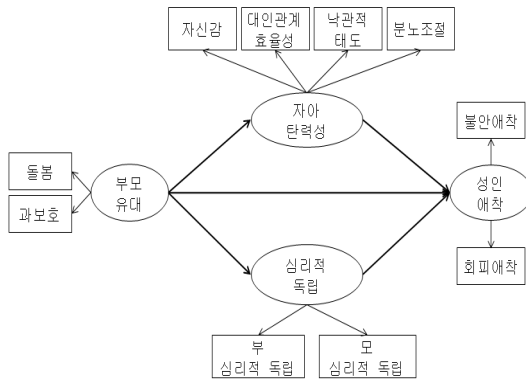 자신감
대인관계
효율성
낙관적
태도
분노조절
자아
탄력성
불안애착
돌봄
과보호
부모
유대
성인
애착
회피애착
심리적
독립
부
심리적 독립
모
심리적 독립